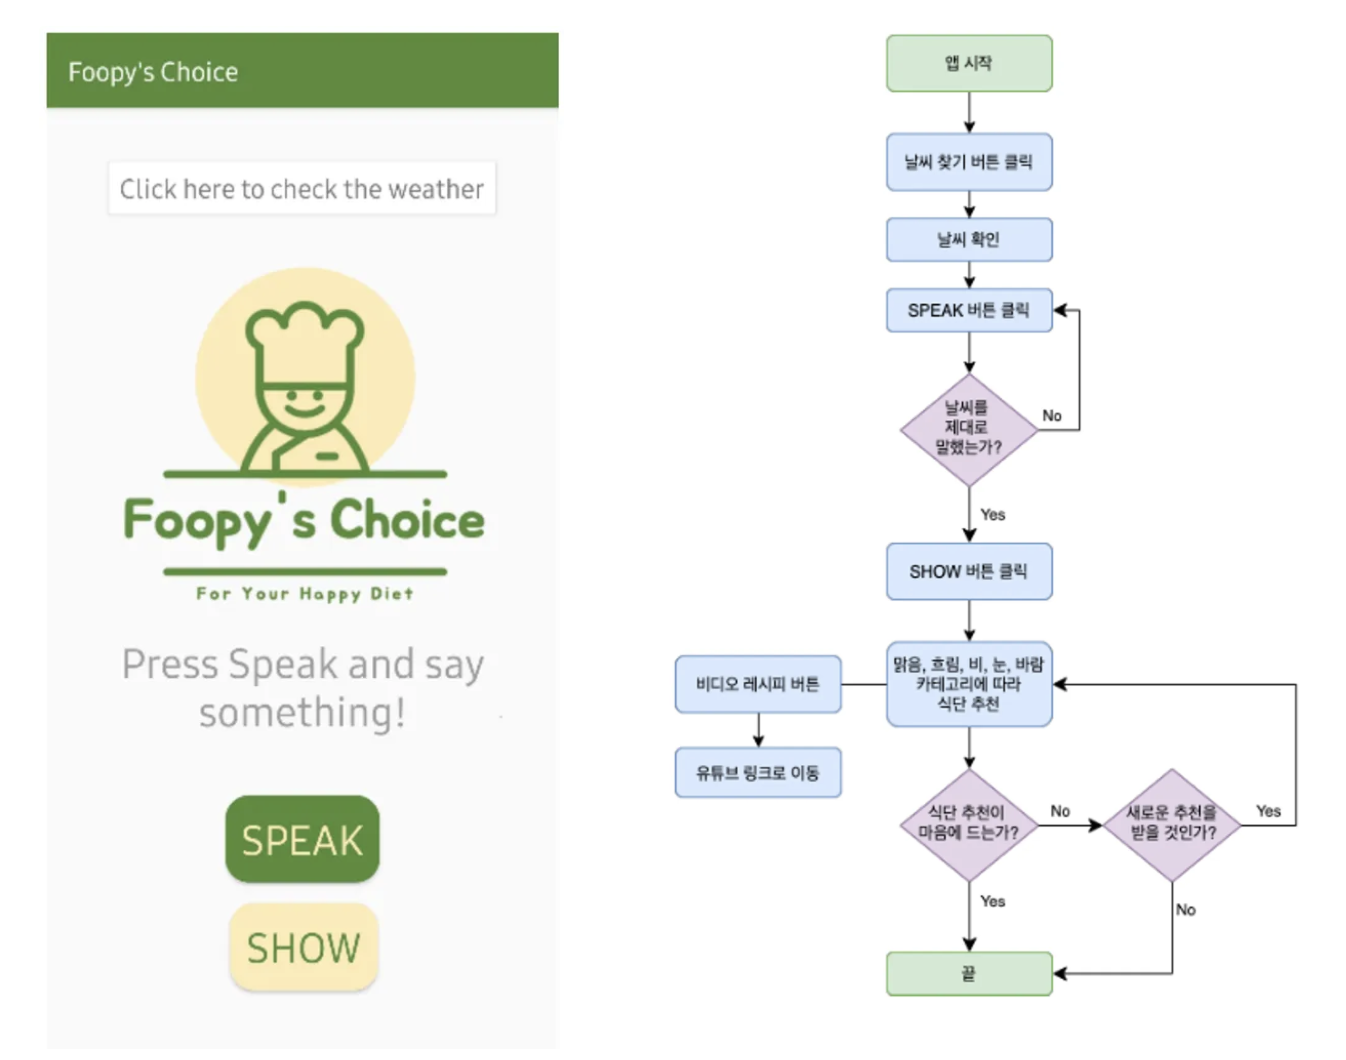 Foopy's Choice
Click here to check the weather
Foopy's Choice
For Your Happy Diet
Press Speak and say
something!
SPEAK
SHOW
앱 시작
날씨 찾기 버튼 클릭
날씨 확인
SPEAK 버튼 클릭
날씨를
제대로
말했는가?
No
Yes
SHOW 버튼 클릭
맑음, 흐림, 비, 눈, 바람
카테고리에 따라
식단 추천
비디오 레시피 버튼
유튜브 링크로 이동
식단 추천이
마음에 드는가?
No
새로운 추천을
받을 것인가?
Yes
Yes
No
끝